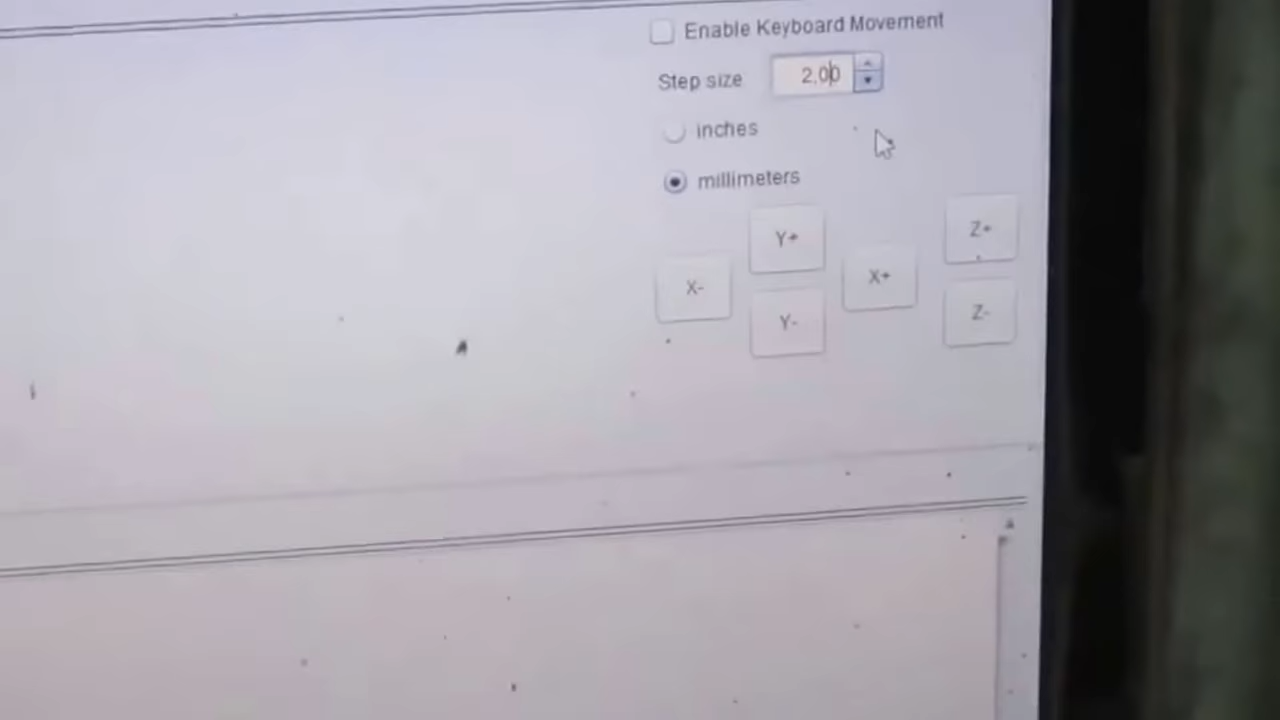 Enable Keyboard Movement
Step size 2,00
inches
millimeters
Y+ Z+
X- X+
Y- Z-